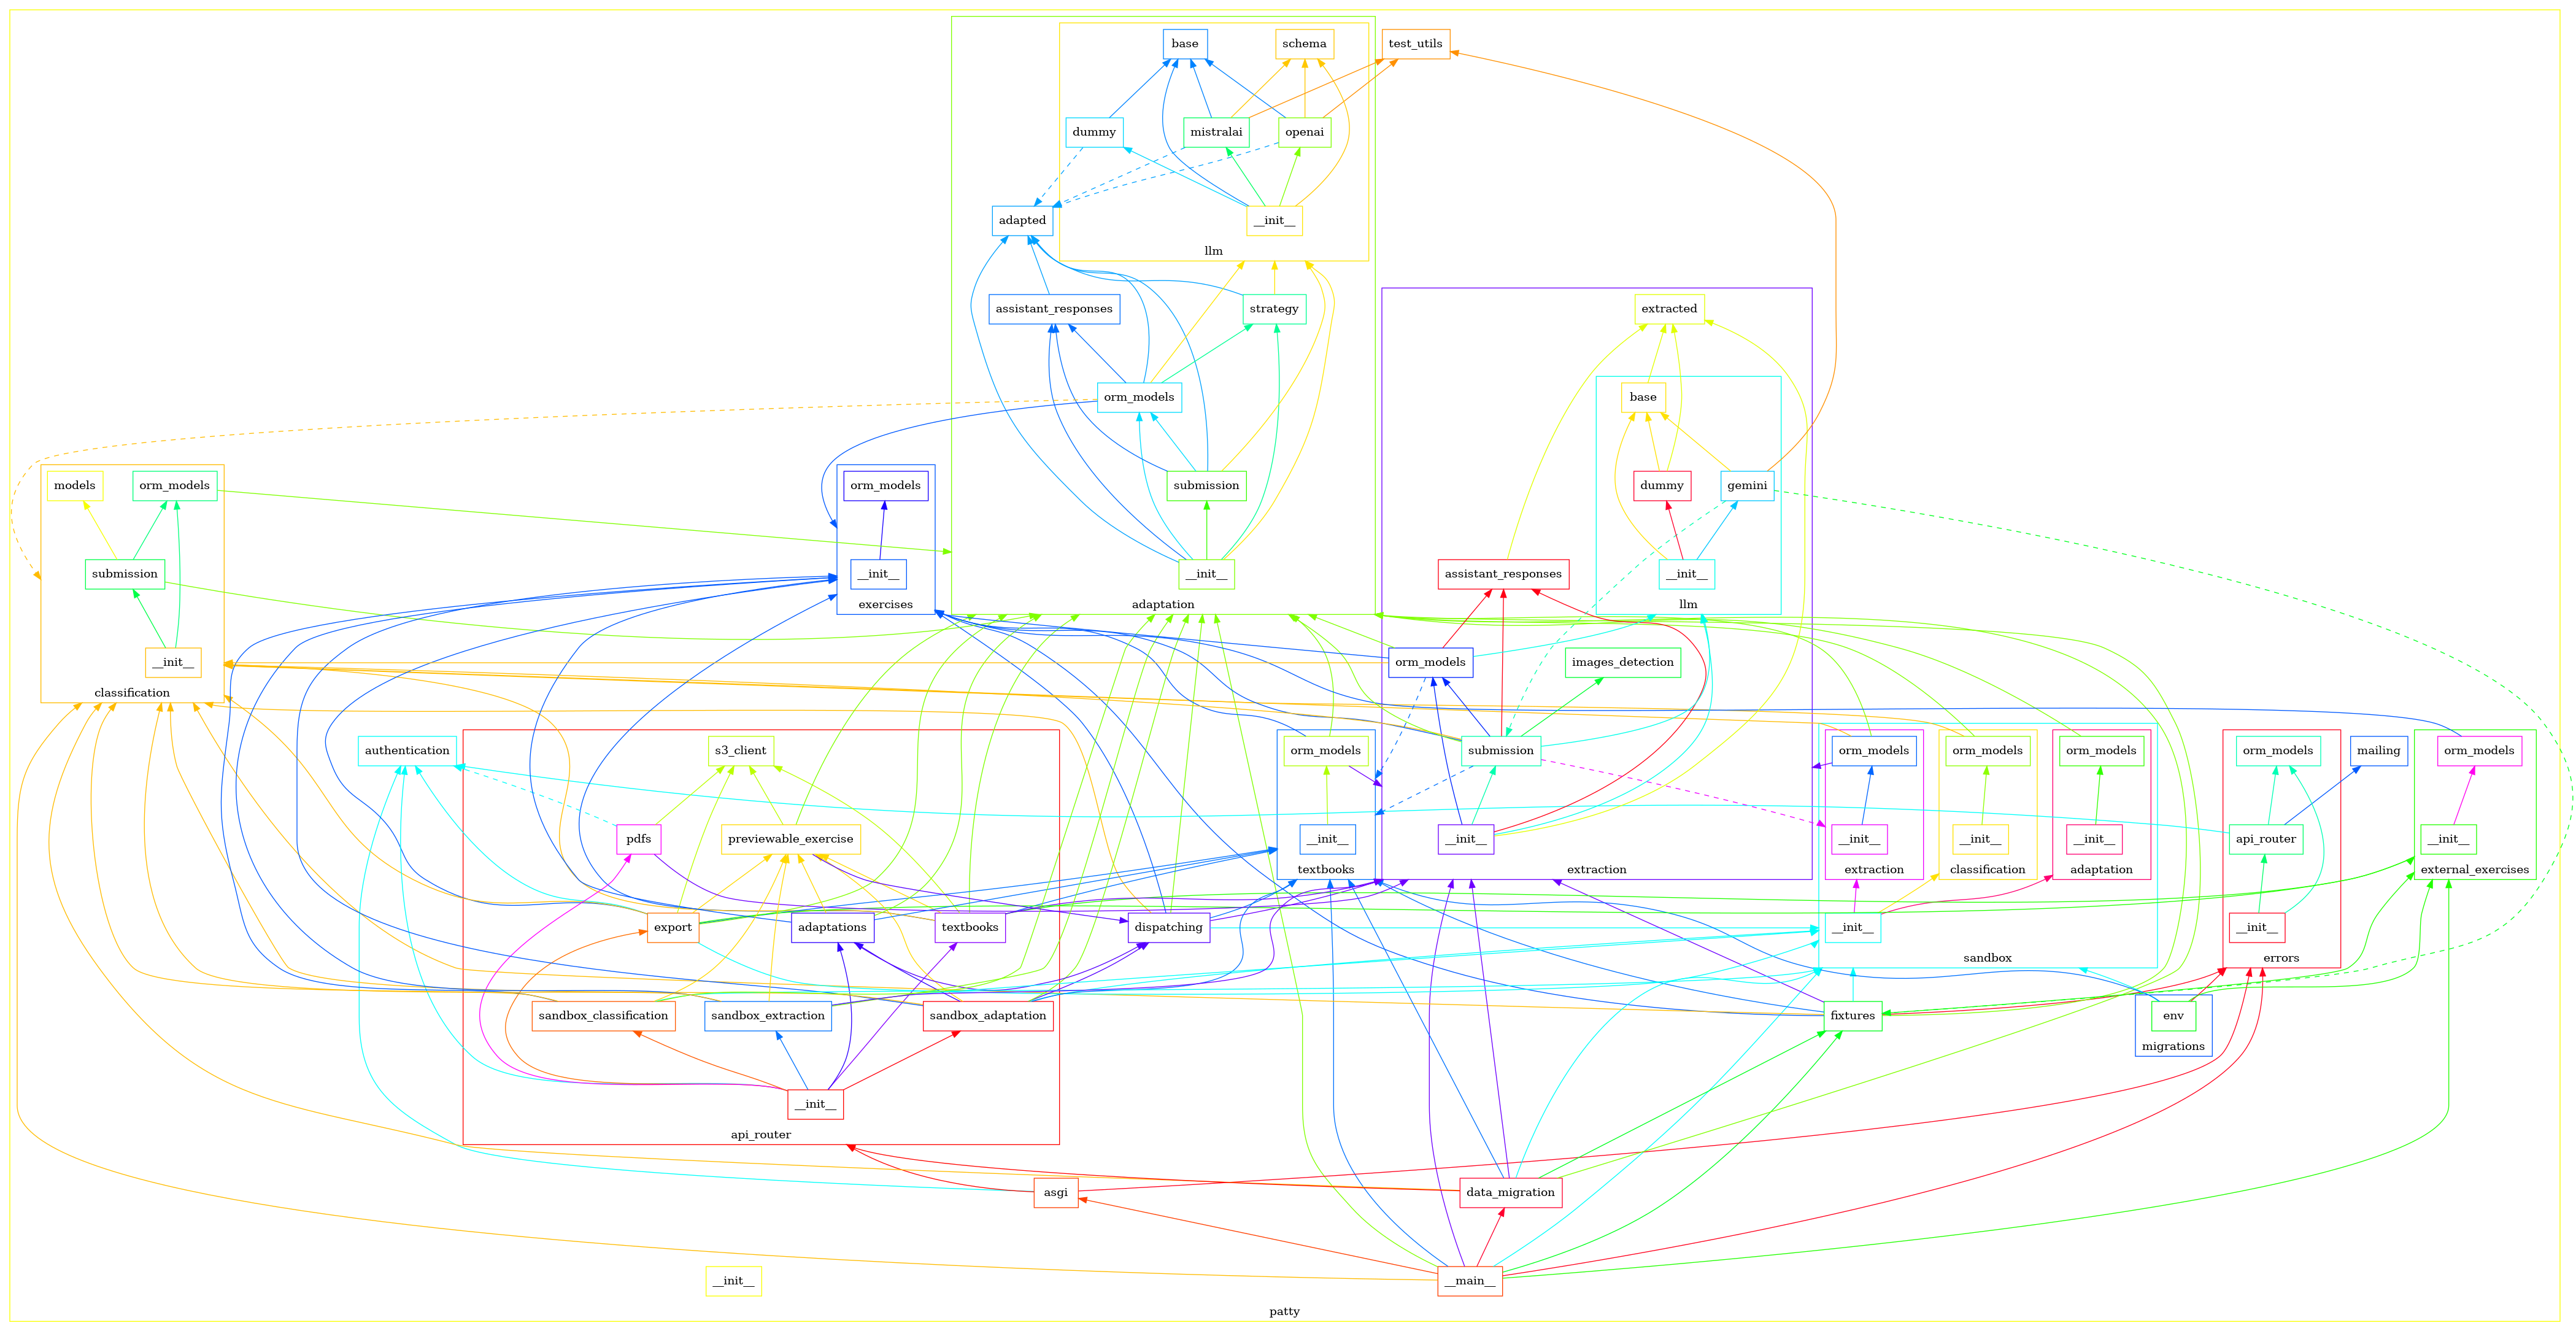 base
schema
test_utils
dummy
mistralai
openai
adapted
__init__
llm
assistant_responses
strategy
extracted
orm_models
base
models
orm_models
orm_models
submission
dummy
gemini
submission
__init__
__init__
assistant_responses
__init__
exercises
adaptation
llm
__init__
classification
orm_models
images_detection
authentication
s3_client
orm_models
submission
orm_models
orm_models
orm_models
orm_models
mailing
orm_models
pdfs
previewable_exercise
__init__
textbooks
__init__
extraction
__init__
extraction
__init__
classification
__init__
adaptation
api_router
__init__
external_exercises
export
adaptations
textbooks
dispatching
__init__
sandbox
__init__
errors
sandbox_classification
sandbox_extraction
sandbox_adaptation
fixtures
env
migrations
__init__
api_router
asgi
data_migration
__init__
__main__
patty